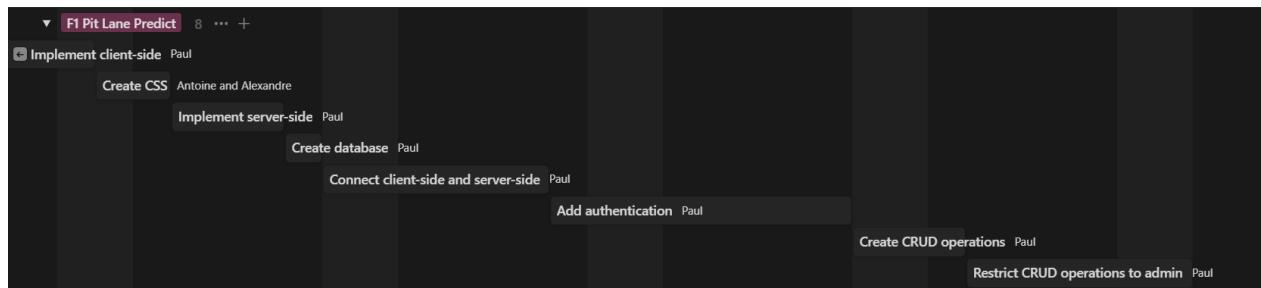 F1 Pit Lane Predict 8
Implement client-side Paul
Create CSS Antoine and Alexandre
Implement server-side Paul
Create database Paul
Connect client-side and server-side Paul
Add authentication Paul
Create CRUD operations Paul
Restrict CRUD operations to admin Paul